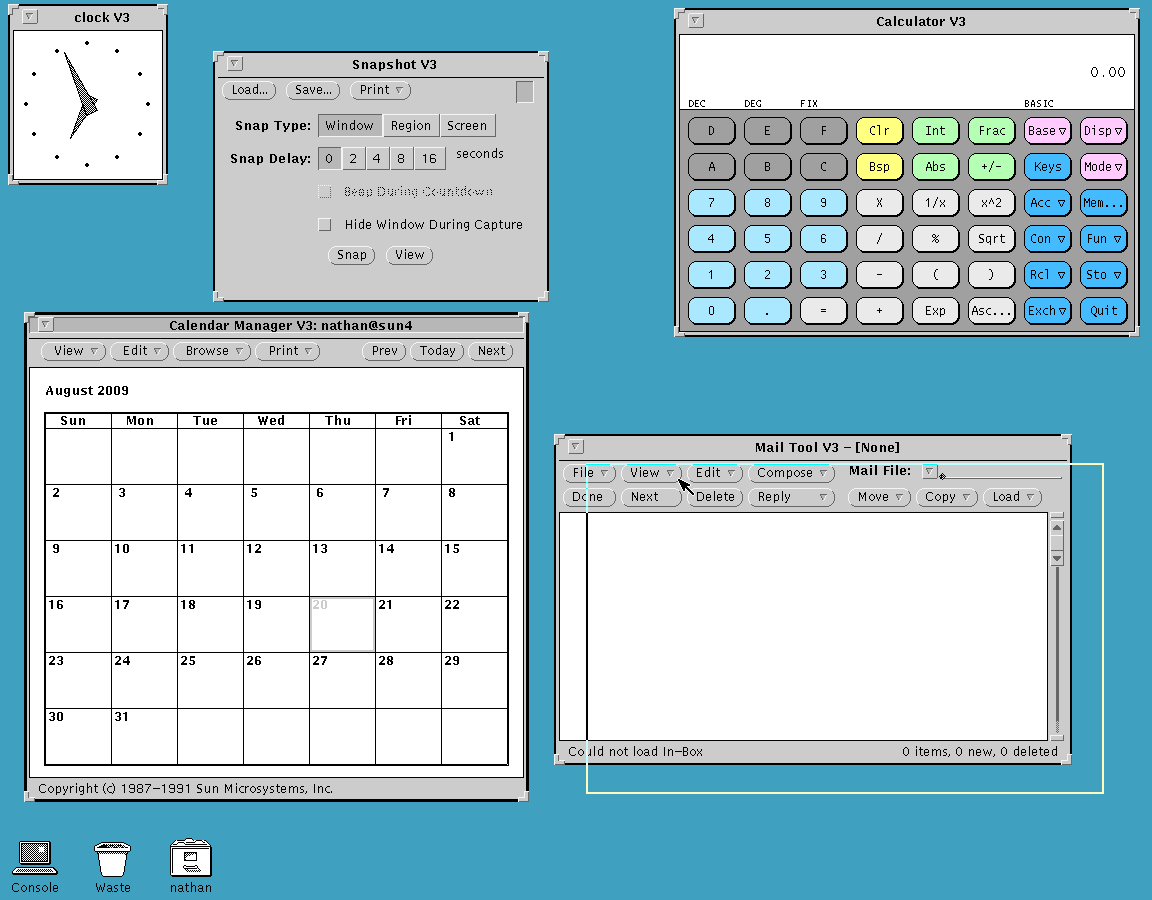 clock V3
Snapshot V3
Load... Save... Print
Snap Type: Window Region Screen
Snap Delay: 0 2 4 8 16 seconds
Beep During Countdown
Hide Window During Capture
Snap View
Calculator V3
0.00
DEC DEG FIX BASIC
D E F Clr Int Frac Base Disp
A B C Bsp Abs +/- Keys Mode
7 8 9 X 1/x x^2 Acc Mem...
4 5 6 / % Sqrt Con Fun
1 2 3 - ( ) Rcl Sto
0 . = + Exp Asc... Exch Quit
Calendar Manager V3: nathan@sun4
View Edit Browse Print Prev Today Next
August 2009
Sun Mon Tue Wed Thu Fri Sat
1
2 3 4 5 6 7 8
9 10 11 12 13 14 15
16 17 18 19 20 21 22
23 24 25 26 27 28 29
30 31
Copyright (c) 1987-1991 Sun Microsystems, Inc.
Mail Tool V3 - [None]
File View Edit Compose Mail File:
Done Next Delete Reply Move Copy Load
Could not load In-Box 0 items, 0 new, 0 deleted
Console Waste nathan